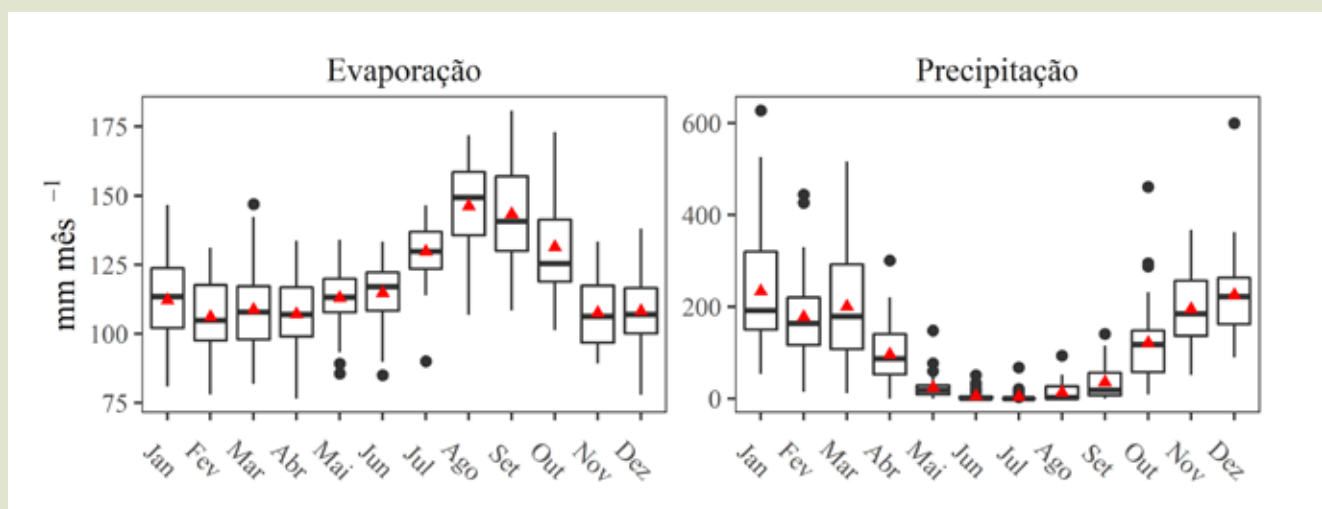 Evaporação
Precipitação
mm mês ⁻¹
175
150
125
100
75
Jan Fev Mar Abr Mai Jun Jul Ago Set Out Nov Dez
600
400
200
0
Jan Fev Mar Abr Mai Jun Jul Ago Set Out Nov Dez